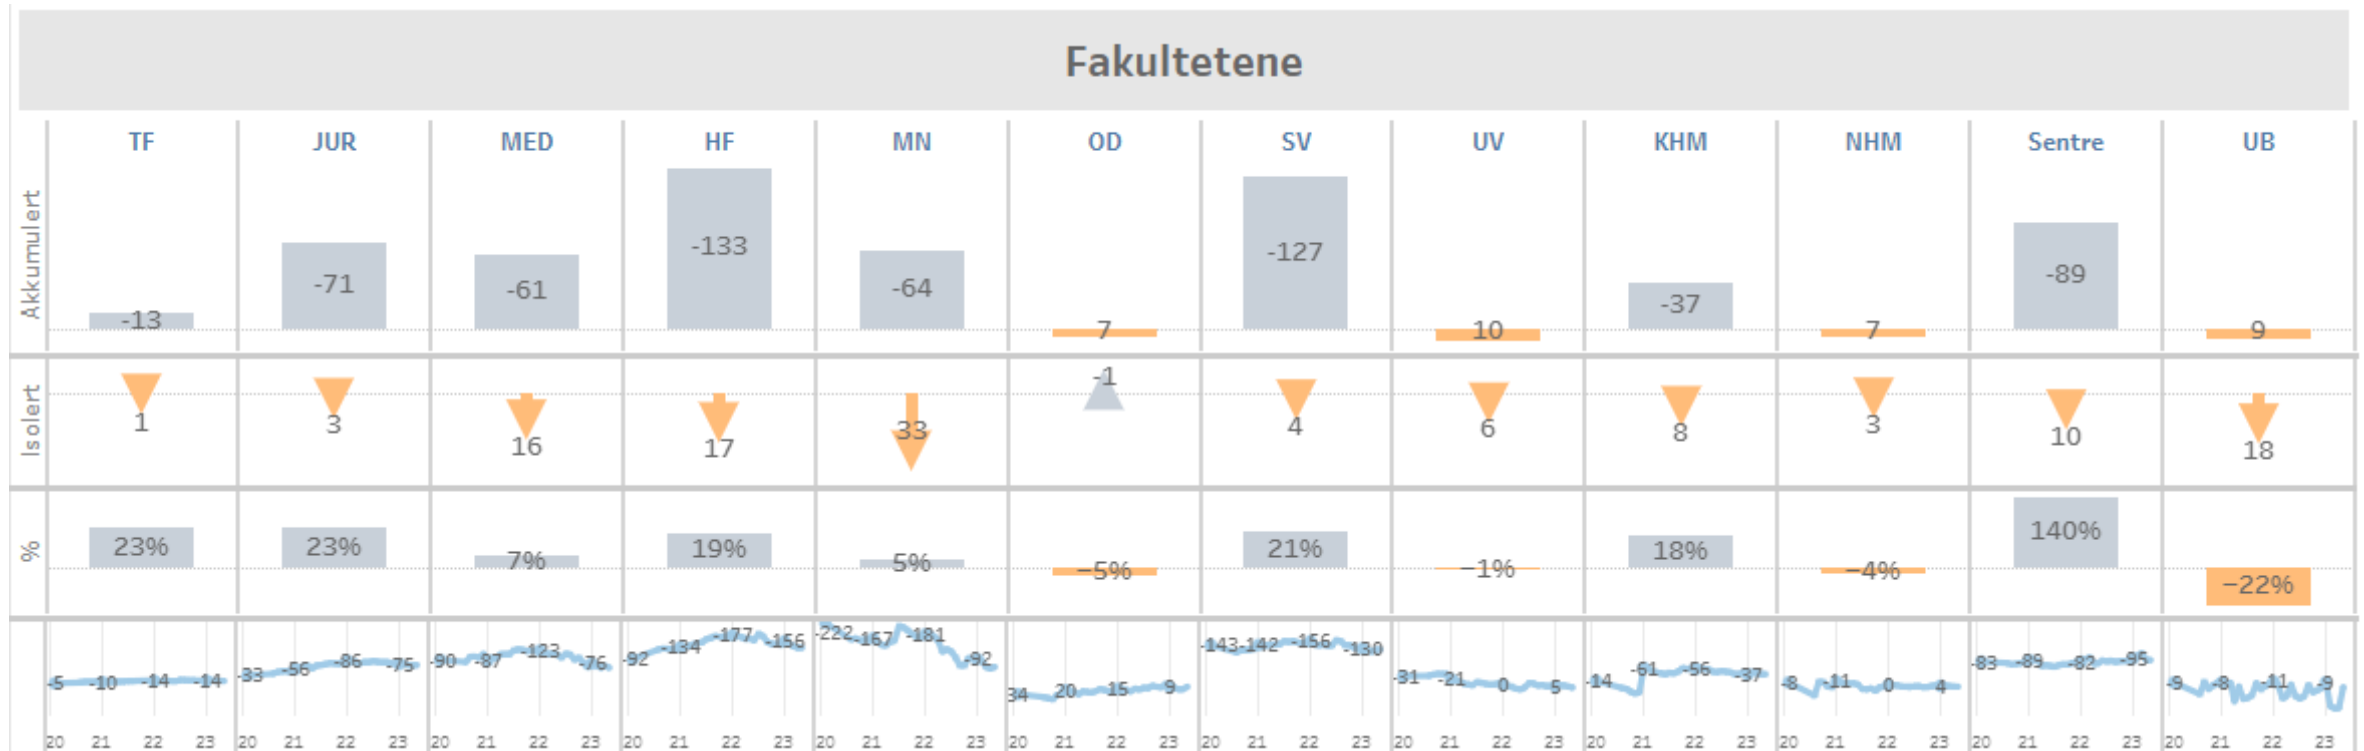 Fakultetene
TF JUR MED HF MN OD SV UV KHM NHM Sentre UB
Akkumulert
-13 -71 -61 -133 -64 7 -127 10 -37 7 -89 9
Isolert
1 3 16 17 33 -1 4 6 8 3 10 18
%
23% 23% 7% 19% 5% −5% 21% −1% 18% −4% 140% −22%
-5 -10 -14 -14 -33 -56 -86 -75 -90 -87 -123 -76 -92 -134 -177 -156 -222 -167 -181 -92 34 20 15 9 -143 -142 -156 -130 -31 -21 0 5 -14 -61 -56 -37 -8 -11 0 4 -83 -89 -82 -95 -9 -8 -11 -9
20 21 22 23 20 21 22 23 20 21 22 23 20 21 22 23 20 21 22 23 20 21 22 23 20 21 22 23 20 21 22 23 20 21 22 23 20 21 22 23 20 21 22 23 20 21 22 23